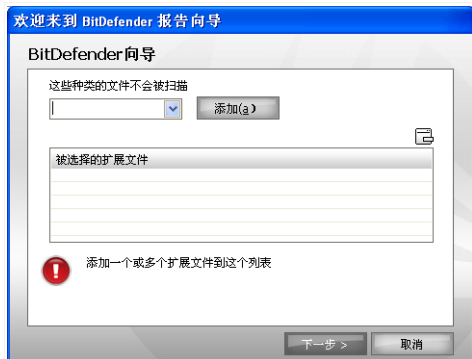 欢迎来到 BitDefender 报告向导
BitDefender向导
这些种类的文件不会被扫描
添加(a)
被选择的扩展文件
添加一个或多个扩展文件到这个列表
下一步 >
取消